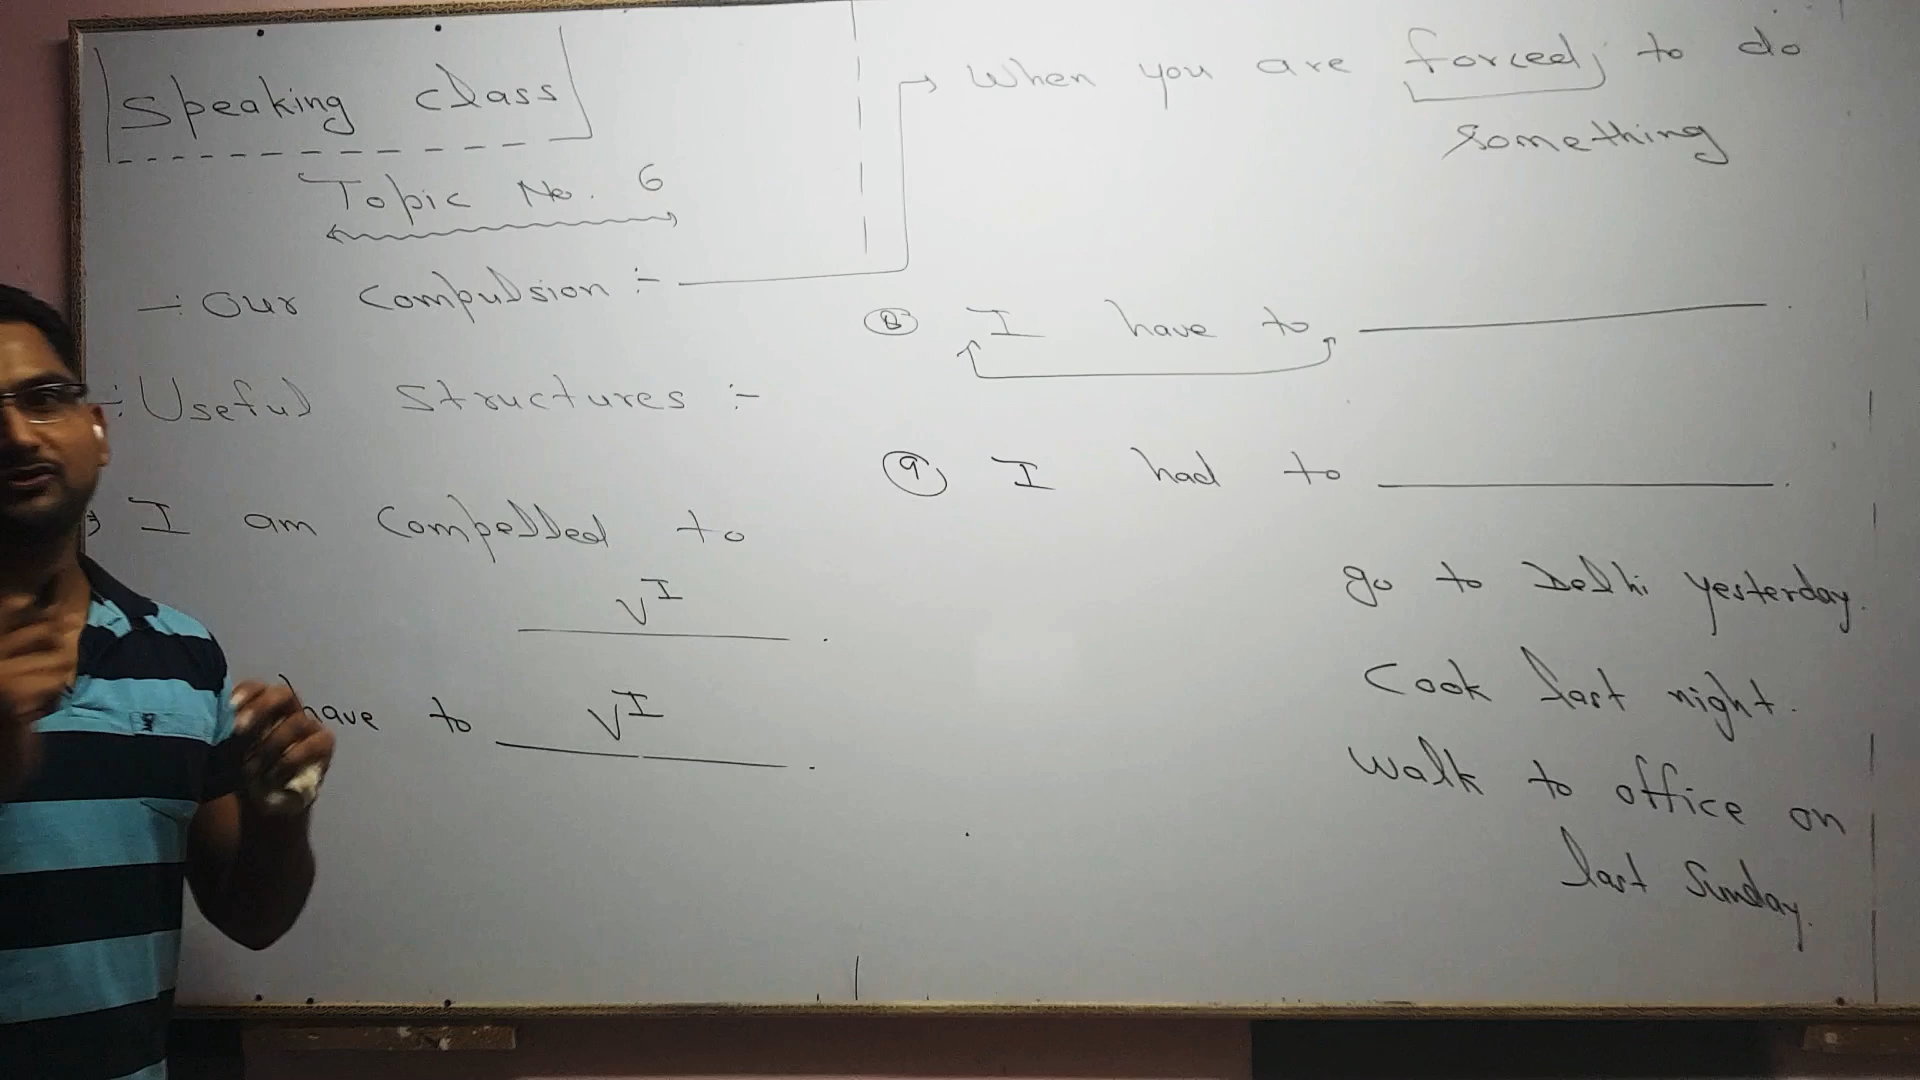 Speaking class
Topic No. 6
-: Our Compulsion :-
:Useful Structures :-
I am Compelled to
V I
have to V I .
When you are forced to do
something
⑧ I have to .
⑨ I had to .
go to Delhi yesterday.
Cook last night.
Walk to office on
last Sunday.